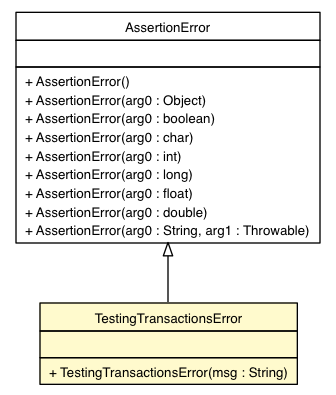 AssertionError
+ AssertionError()
+ AssertionError(arg0 : Object)
+ AssertionError(arg0 : boolean)
+ AssertionError(arg0 : char)
+ AssertionError(arg0 : int)
+ AssertionError(arg0 : long)
+ AssertionError(arg0 : float)
+ AssertionError(arg0 : double)
+ AssertionError(arg0 : String, arg1 : Throwable)
TestingTransactionsError
+ TestingTransactionsError(msg : String)